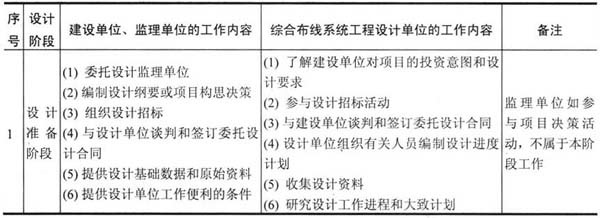 序号
设计阶段
建设单位、监理单位的工作内容
综合布线系统工程设计单位的工作内容
备注
1
设计准备阶段
(1) 委托设计监理单位
(2) 编制设计纲要或项目构思决策
(3) 组织设计招标
(4) 与设计单位谈判和签订委托设
计合同
(5) 提供设计基础数据和原始资料
(6) 提供设计单位工作便利的条件
(1) 了解建设单位对项目的投资意图和设
计要求
(2) 参与设计招标活动
(3) 与建设单位谈判和签订委托设计合同
(4) 设计单位组织有关人员编制设计进度
计划
(5) 收集设计资料
(6) 研究设计工作进程和大致计划
监理单位如参
与项目决策活
动，不属于本阶
段工作